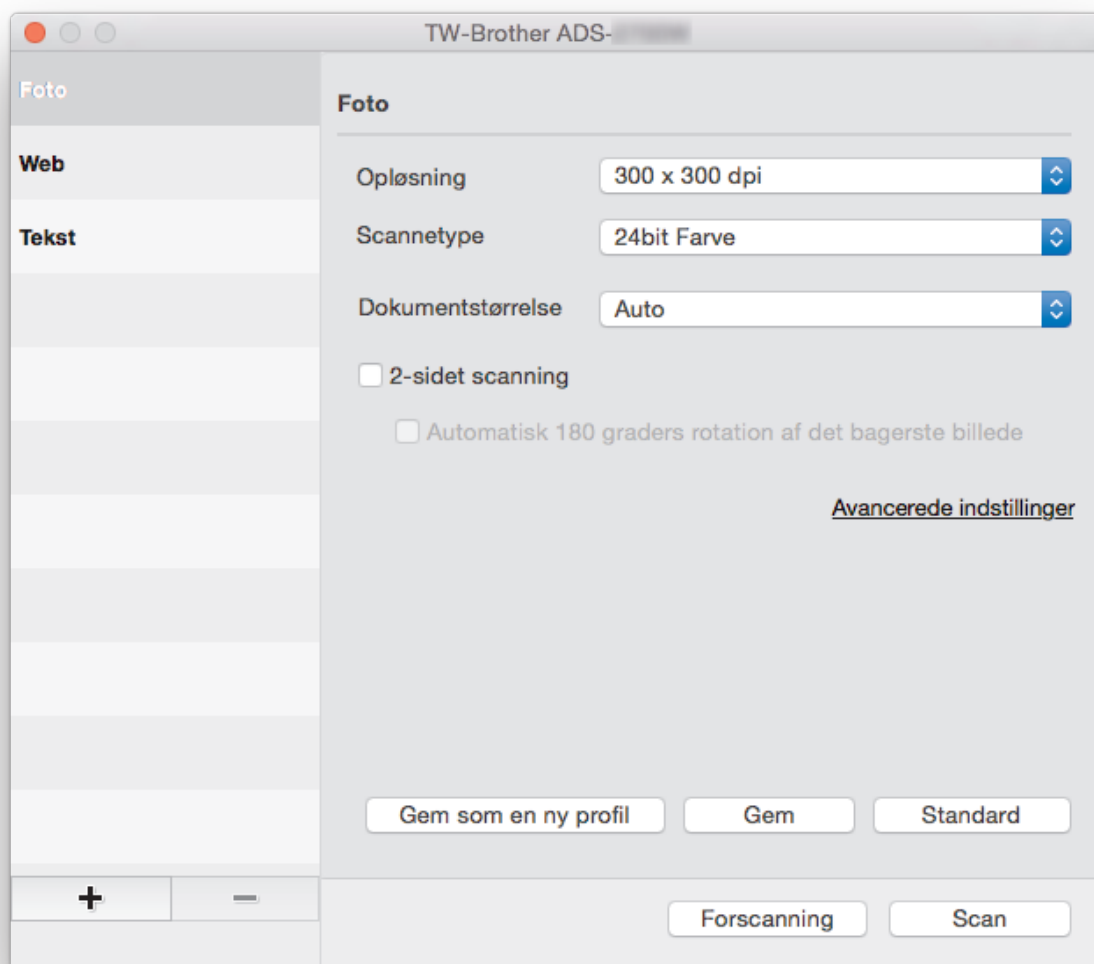 TW-Brother ADS-
Foto
Web
Tekst
Foto
Opløsning
300 x 300 dpi
Scannetype
24bit Farve
Dokumentstørrelse
Auto
2-sidet scanning
Automatisk 180 graders rotation af det bagerste billede
Avancerede indstillinger
Gem som en ny profil
Gem
Standard
Forscanning
Scan